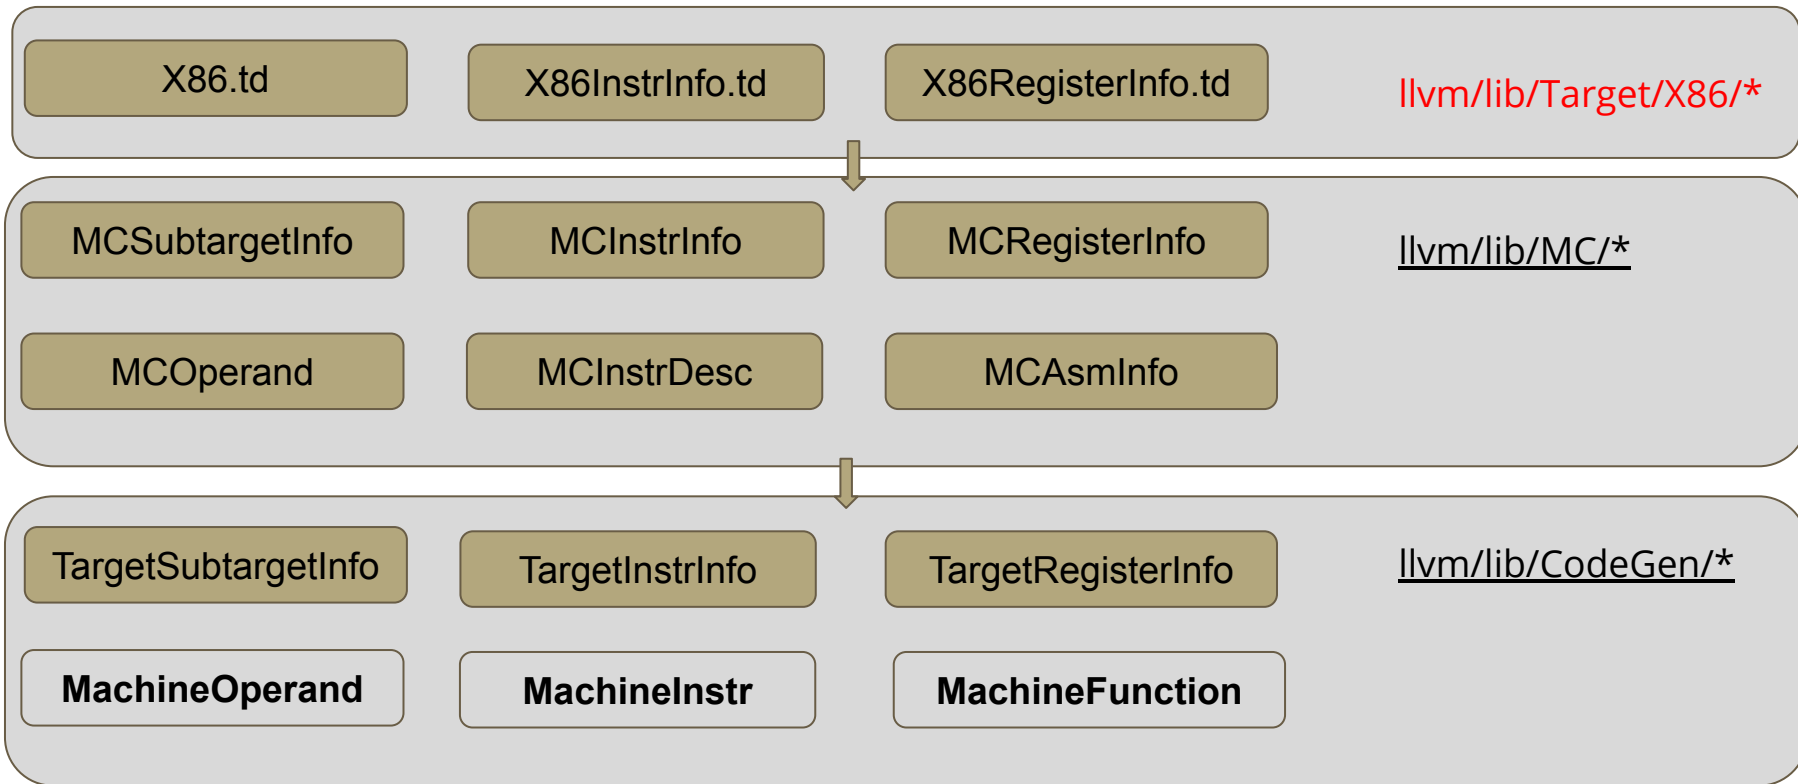 X86.td
X86InstrInfo.td
X86RegisterInfo.td
llvm/lib/Target/X86/*
MCSubtargetInfo
MCInstrInfo
MCRegisterInfo
llvm/lib/MC/*
MCOperand
MCInstrDesc
MCAsmInfo
TargetSubtargetInfo
TargetInstrInfo
TargetRegisterInfo
llvm/lib/CodeGen/*
MachineOperand
MachineInstr
MachineFunction